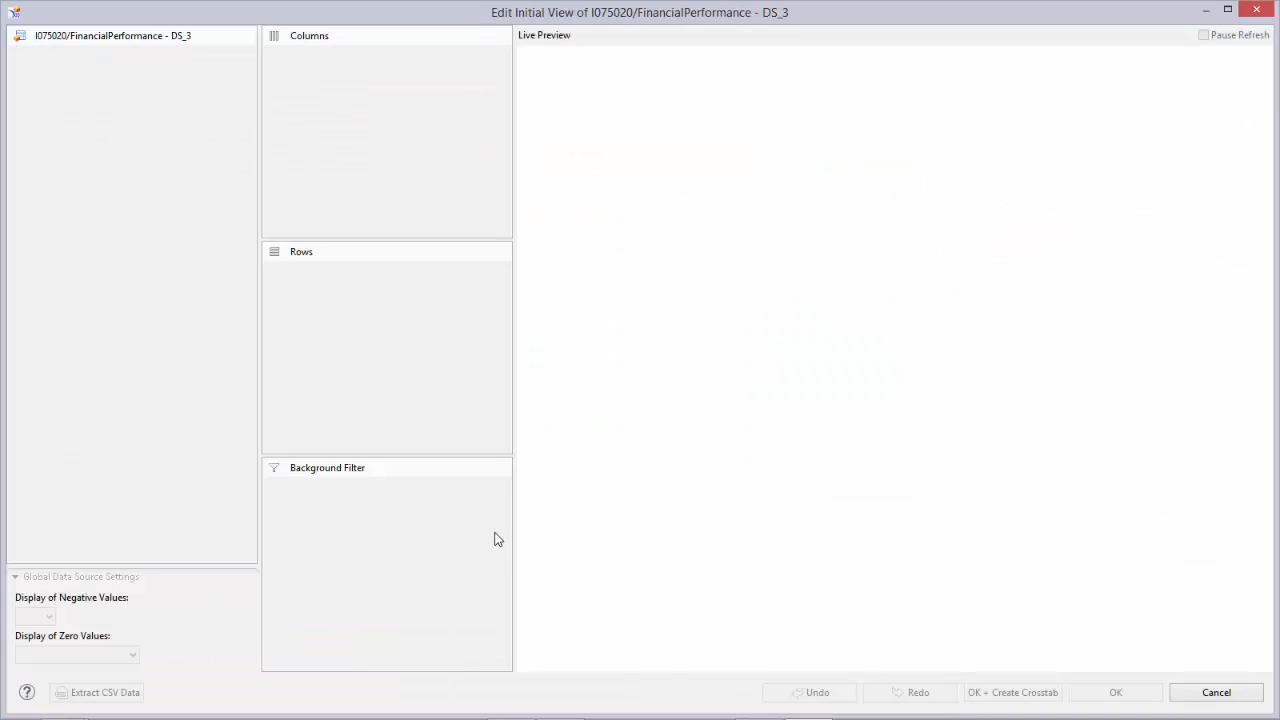 Edit Initial View of I075020/FinancialPerformance - DS_3
I075020/FinancialPerformance - DS_3
Columns
Live Preview
Pause Refresh
Rows
Background Filter
Global Data Source Settings
Display of Negative Values:
Display of Zero Values:
Extract CSV Data
Undo
Redo
OK + Create Crosstab
OK
Cancel